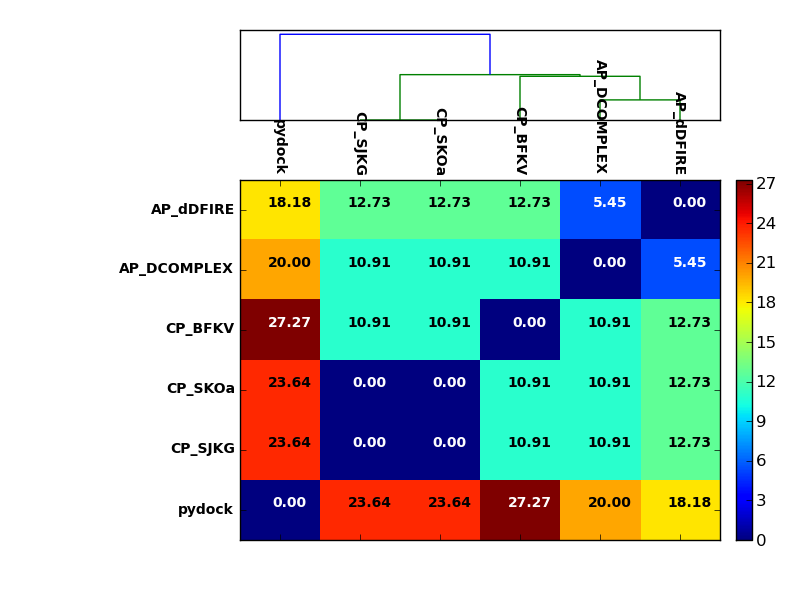 pydock
CP_SJKG
CP_SKOa
CP_BFKV
AP_DCOMPLEX
AP_dDFIRE
AP_dDFIRE 18.18 12.73 12.73 12.73 5.45 0.00
AP_DCOMPLEX 20.00 10.91 10.91 10.91 0.00 5.45
CP_BFKV 27.27 10.91 10.91 0.00 10.91 12.73
CP_SKOa 23.64 0.00 0.00 10.91 10.91 12.73
CP_SJKG 23.64 0.00 0.00 10.91 10.91 12.73
pydock 0.00 23.64 23.64 27.27 20.00 18.18
27
24
21
18
15
12
9
6
3
0